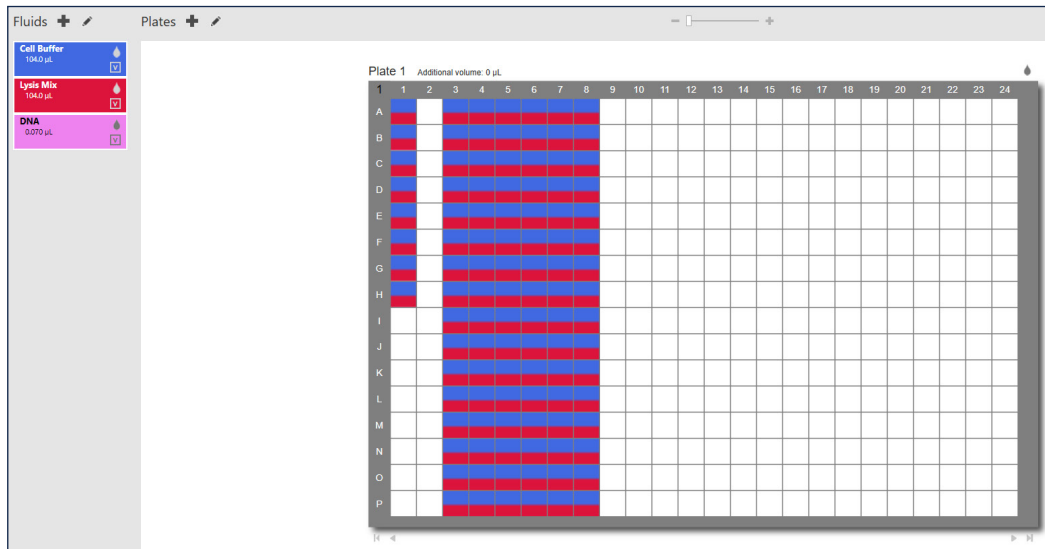 Fluids
Plates
Cell Buffer
104.0 µL
V
Lysis Mix
104.0 µL
V
DNA
0.070 µL
V
Plate 1 Additional volume: 0 µL
1 1 2 3 4 5 6 7 8 9 10 11 12 13 14 15 16 17 18 19 20 21 22 23 24
A
B
C
D
E
F
G
H
I
J
K
L
M
N
O
P